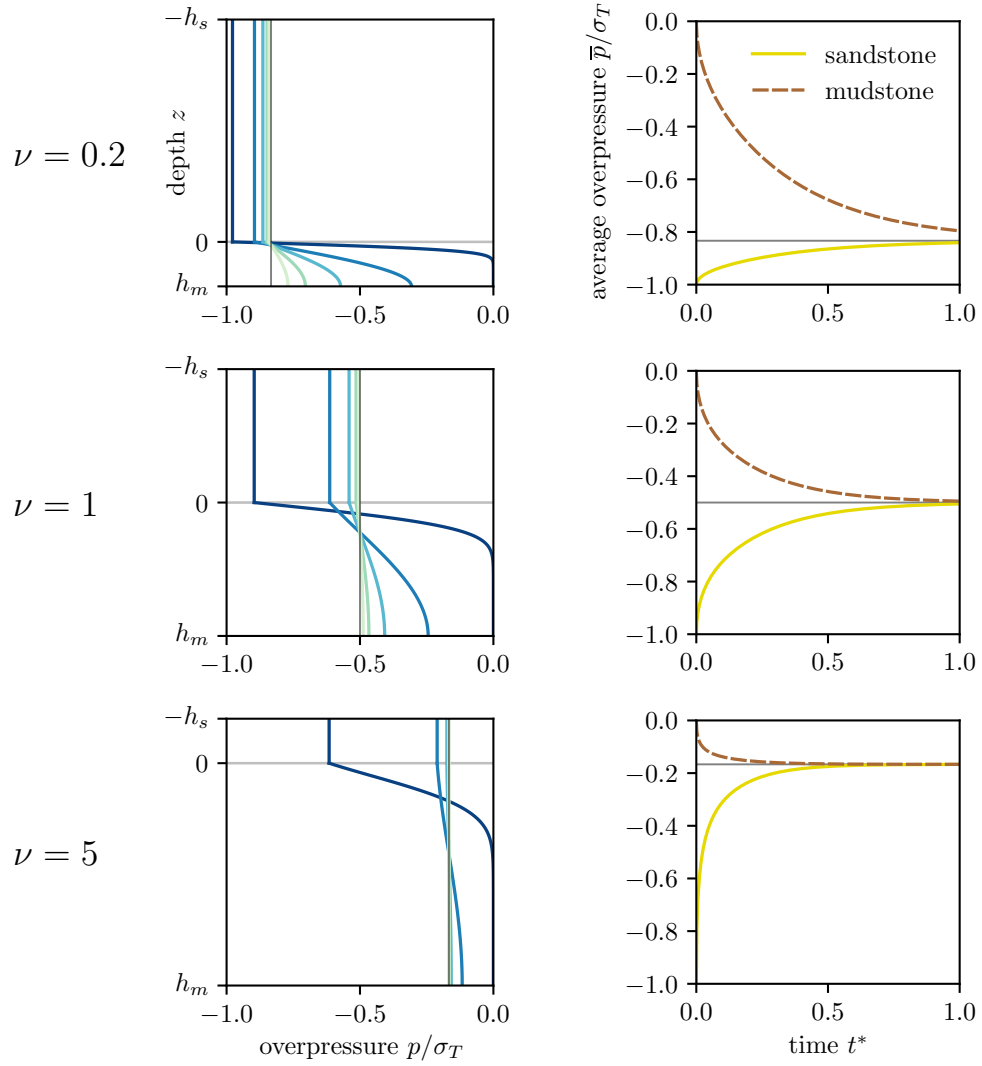 ν = 0.2
−h_s
depth z
0
h_m
−1.0 −0.5 0.0
average overpressure p̅/σ_T
0.0
−0.2
−0.4
−0.6
−0.8
−1.0
sandstone
mudstone
0.0 0.5 1.0
ν = 1
−h_s
0
h_m
−1.0 −0.5 0.0
0.0
−0.2
−0.4
−0.6
−0.8
−1.0
0.0 0.5 1.0
ν = 5
−h_s
0
h_m
−1.0 −0.5 0.0
overpressure p/σ_T
0.0
−0.2
−0.4
−0.6
−0.8
−1.0
0.0 0.5 1.0
time t*